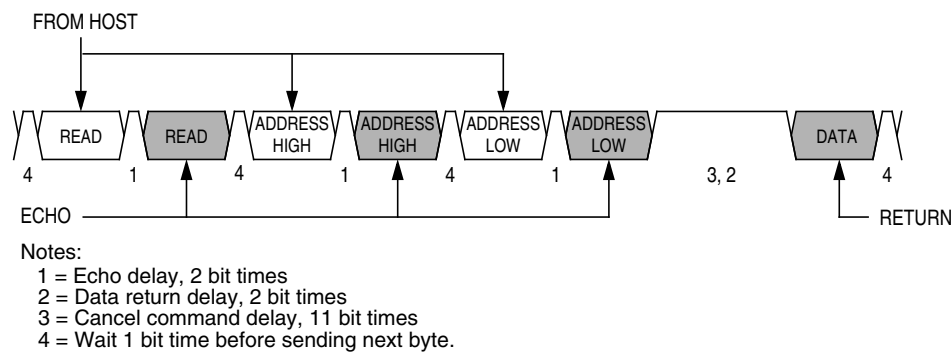 FROM HOST
READ READ ADDRESS HIGH ADDRESS HIGH ADDRESS LOW ADDRESS LOW DATA
4 1 4 1 4 1 3, 2 4
ECHO RETURN
Notes:
1 = Echo delay, 2 bit times
2 = Data return delay, 2 bit times
3 = Cancel command delay, 11 bit times
4 = Wait 1 bit time before sending next byte.